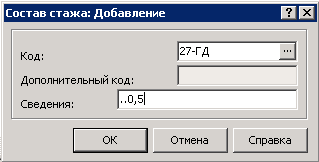 Состав стажа: Добавление
Код: 27-ГД ...
Дополнительный код:
Сведения: ..0,5
ОК Отмена Справка